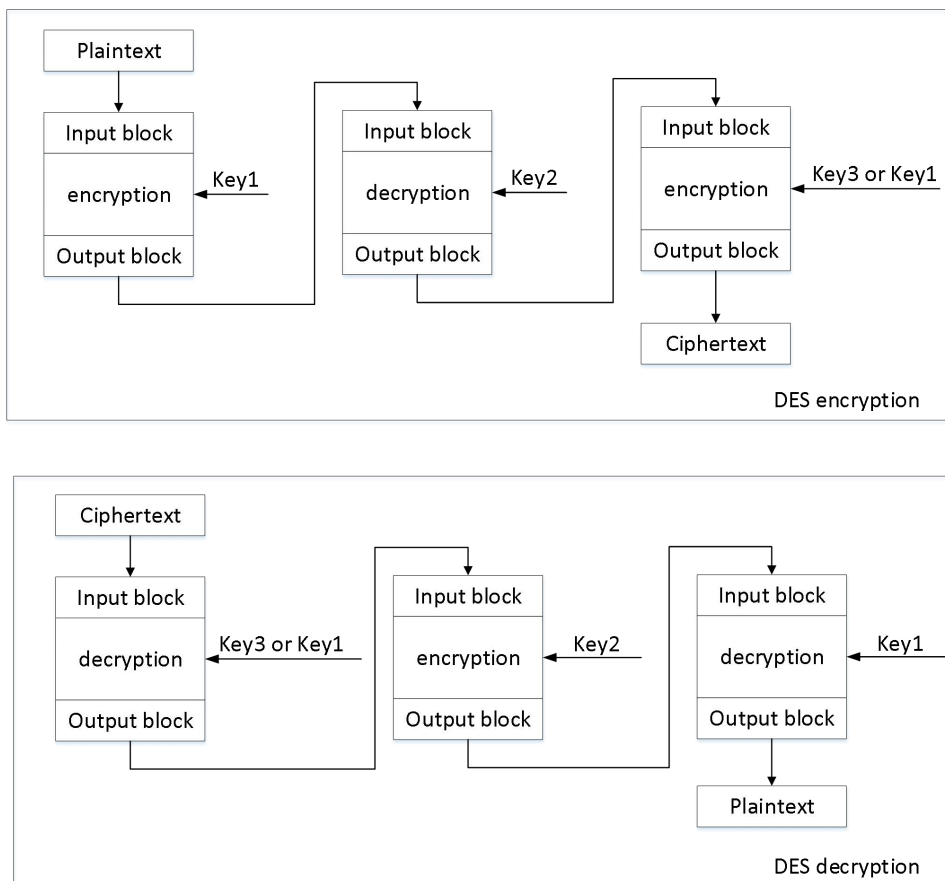 Plaintext
Input block
encryption
Key1
Output block
Input block
decryption
Key2
Output block
Input block
encryption
Key3 or Key1
Output block
Ciphertext
DES encryption
Ciphertext
Input block
decryption
Key3 or Key1
Output block
Input block
encryption
Key2
Output block
Input block
decryption
Key1
Output block
Plaintext
DES decryption